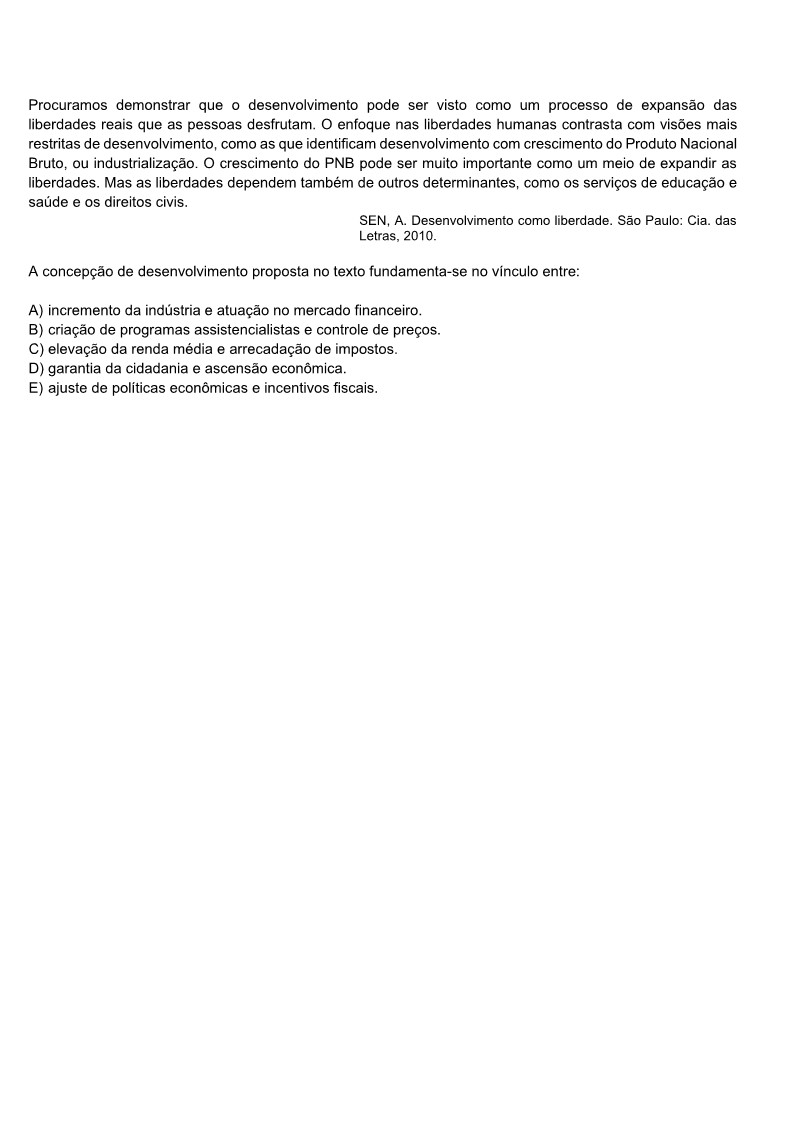 Procuramos demonstrar que o desenvolvimento pode ser visto como um processo de expansão das
liberdades reais que as pessoas desfrutam. O enfoque nas liberdades humanas contrasta com visões mais
restritas de desenvolvimento, como as que identificam desenvolvimento com crescimento do Produto Nacional
Bruto, ou industrialização. O crescimento do PNB pode ser muito importante como um meio de expandir as
liberdades. Mas as liberdades dependem também de outros determinantes, como os serviços de educação e
saúde e os direitos civis.
SEN, A. Desenvolvimento como liberdade. São Paulo: Cia. das
Letras, 2010.
A concepção de desenvolvimento proposta no texto fundamenta-se no vínculo entre:
A) incremento da indústria e atuação no mercado financeiro.
B) criação de programas assistencialistas e controle de preços.
C) elevação da renda média e arrecadação de impostos.
D) garantia da cidadania e ascensão econômica.
E) ajuste de políticas econômicas e incentivos fiscais.